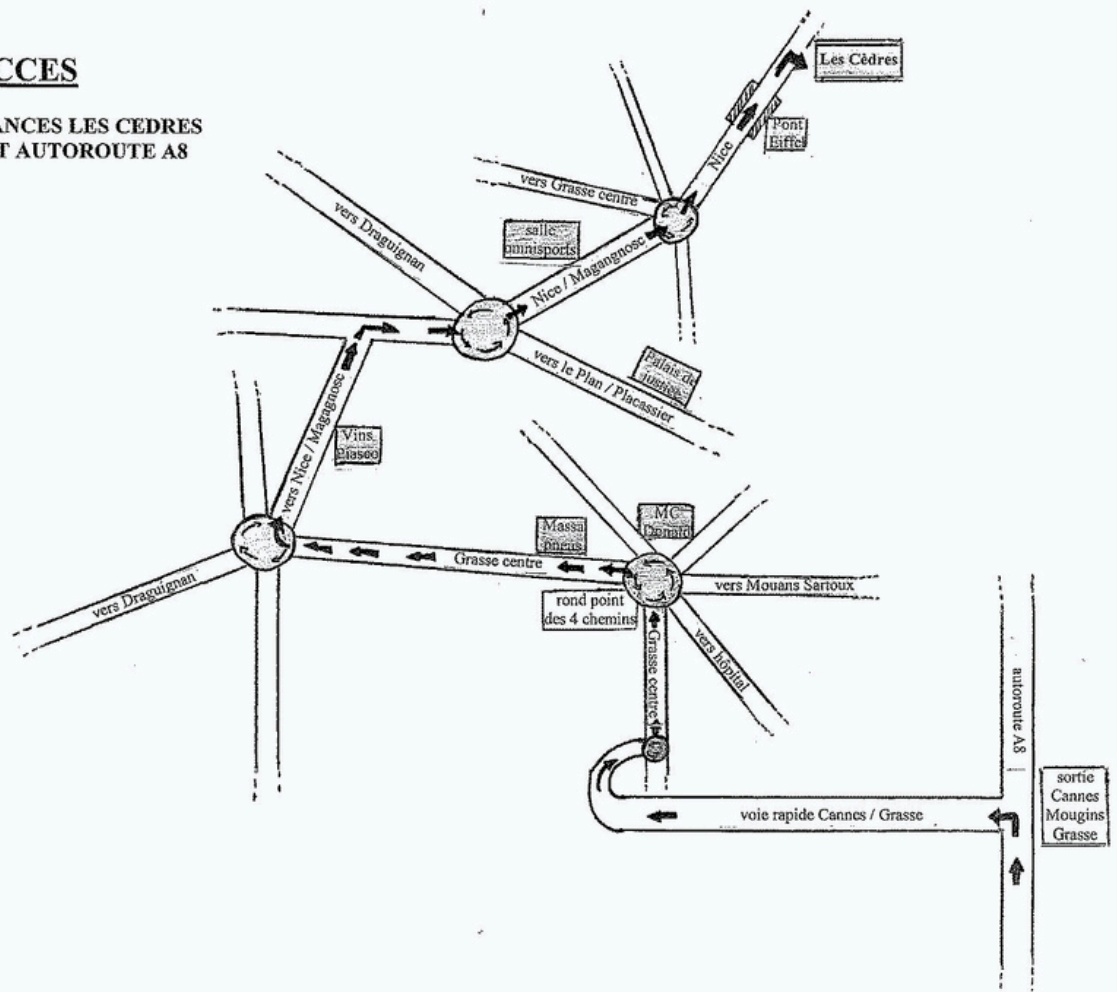 CCES
ANCES LES CEDRES
T AUTOROUTE A8
Les Cèdres
Pont
Eiffel
Nice
vers Grasse centre
salle
omnisports
Nice / Magangnosc
vers Draguignan
vers le Plan / Placassier
Palais de
justice
vers Nice / Magagnosc
Vins
Fiasco
vers Draguignan
Massa
pneus
Grasse centre
MC
Donald
vers Mouans Sartoux
rond point
des 4 chemins
Grasse centre
vers hôpital
autoroute A8
sortie
Cannes
Mougins
Grasse
voie rapide Cannes / Grasse